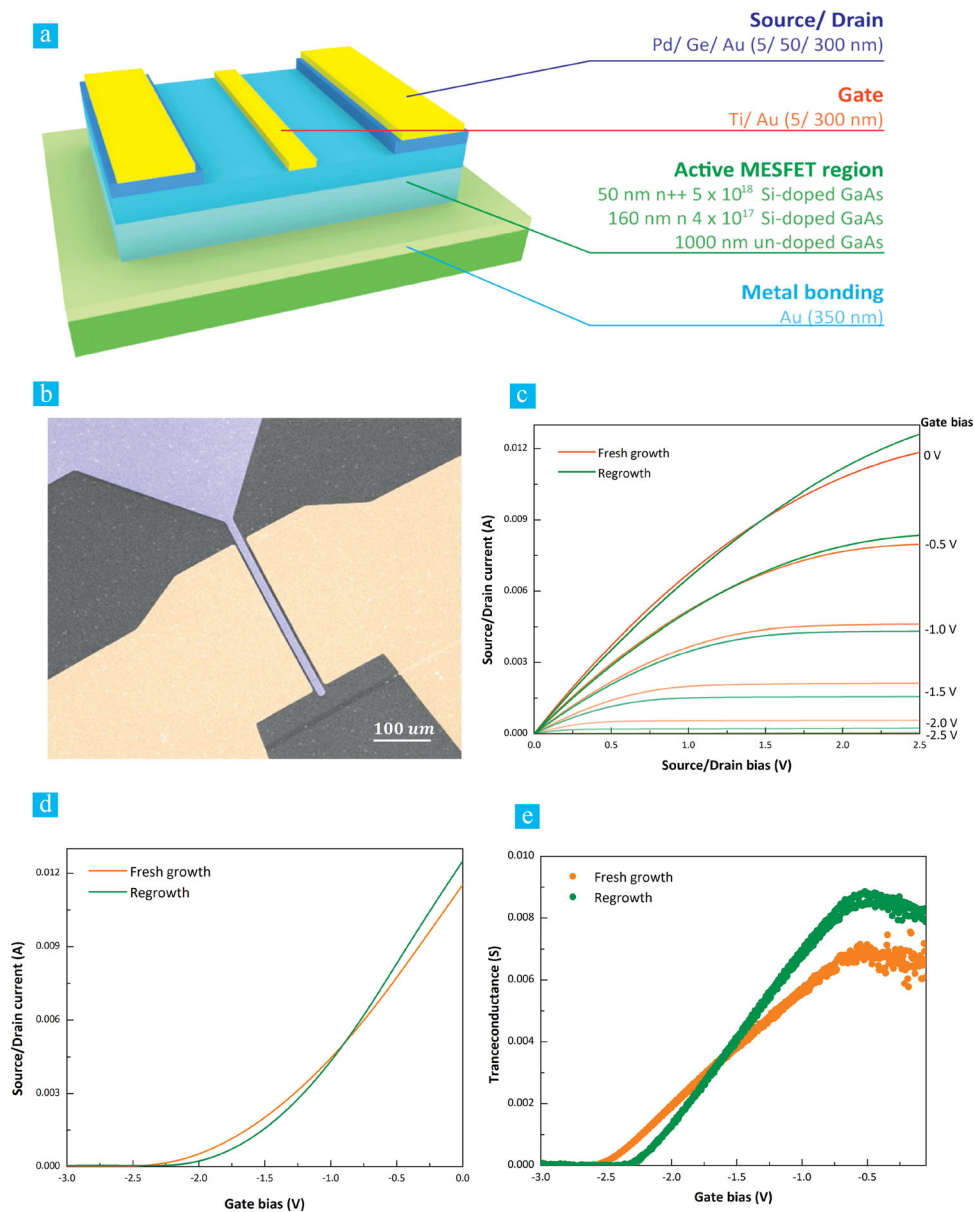 a
Source/ Drain
Pd/ Ge/ Au (5/ 50/ 300 nm)
Gate
Ti/ Au (5/ 300 nm)
Active MESFET region
50 nm n++ 5 x 10¹⁸ Si-doped GaAs
160 nm n 4 x 10¹⁷ Si-doped GaAs
1000 nm un-doped GaAs
Metal bonding
Au (350 nm)
b
100 um
c
Gate bias
Fresh growth
Regrowth
0 V
-0.5 V
-1.0 V
-1.5 V
-2.0 V
-2.5 V
0.012
0.009
0.006
0.003
0.000
Source/Drain current (A)
0.0 0.5 1.0 1.5 2.0 2.5
Source/Drain bias (V)
d
Fresh growth
Regrowth
0.012
0.009
0.006
0.003
0.000
Source/Drain current (A)
-3.0 -2.5 -2.0 -1.5 -1.0 -0.5 0.0
Gate bias (V)
e
Fresh growth
Regrowth
0.010
0.008
0.006
0.004
0.002
0.000
Tranceconductance (S)
-3.0 -2.5 -2.0 -1.5 -1.0 -0.5
Gate bias (V)